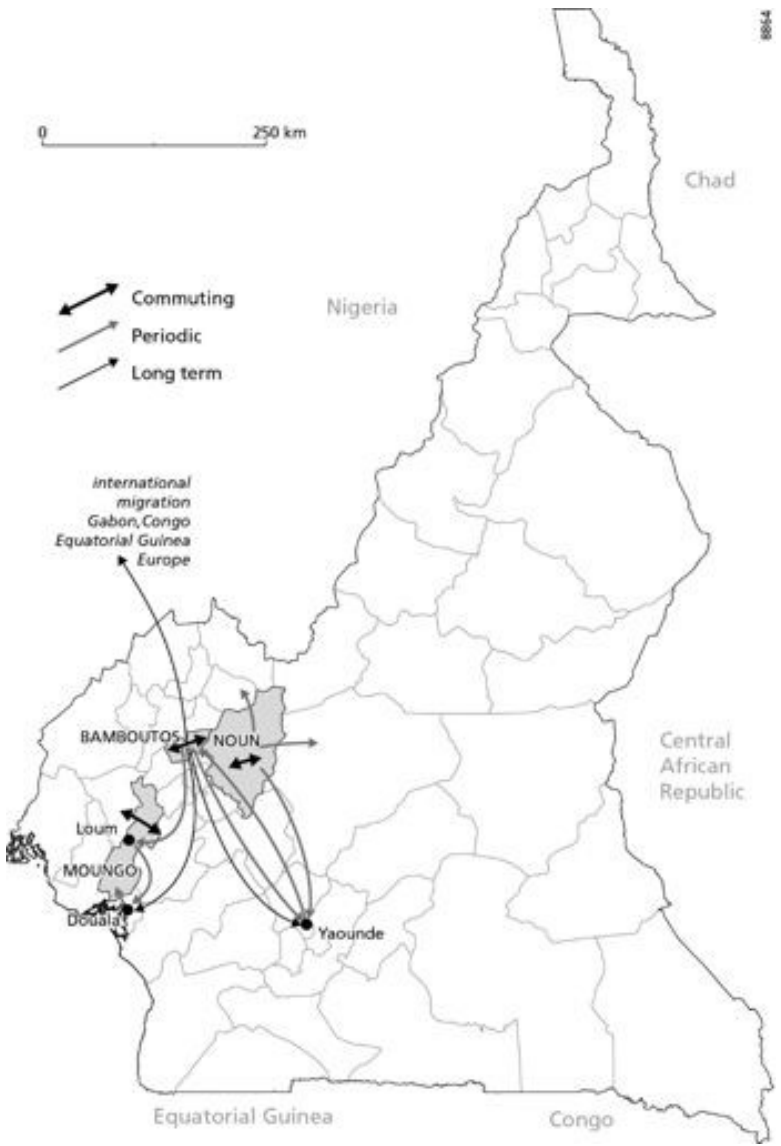 8864
0 250 km
Chad
Commuting
Nigeria
Periodic
Long term
international
migration
Gabon, Congo
Equatorial Guinea
Europe
BAMBOUTOS
NOUN
Central
African
Republic
Loum
MOUNGO
Douala
Yaounde
Equatorial Guinea
Congo